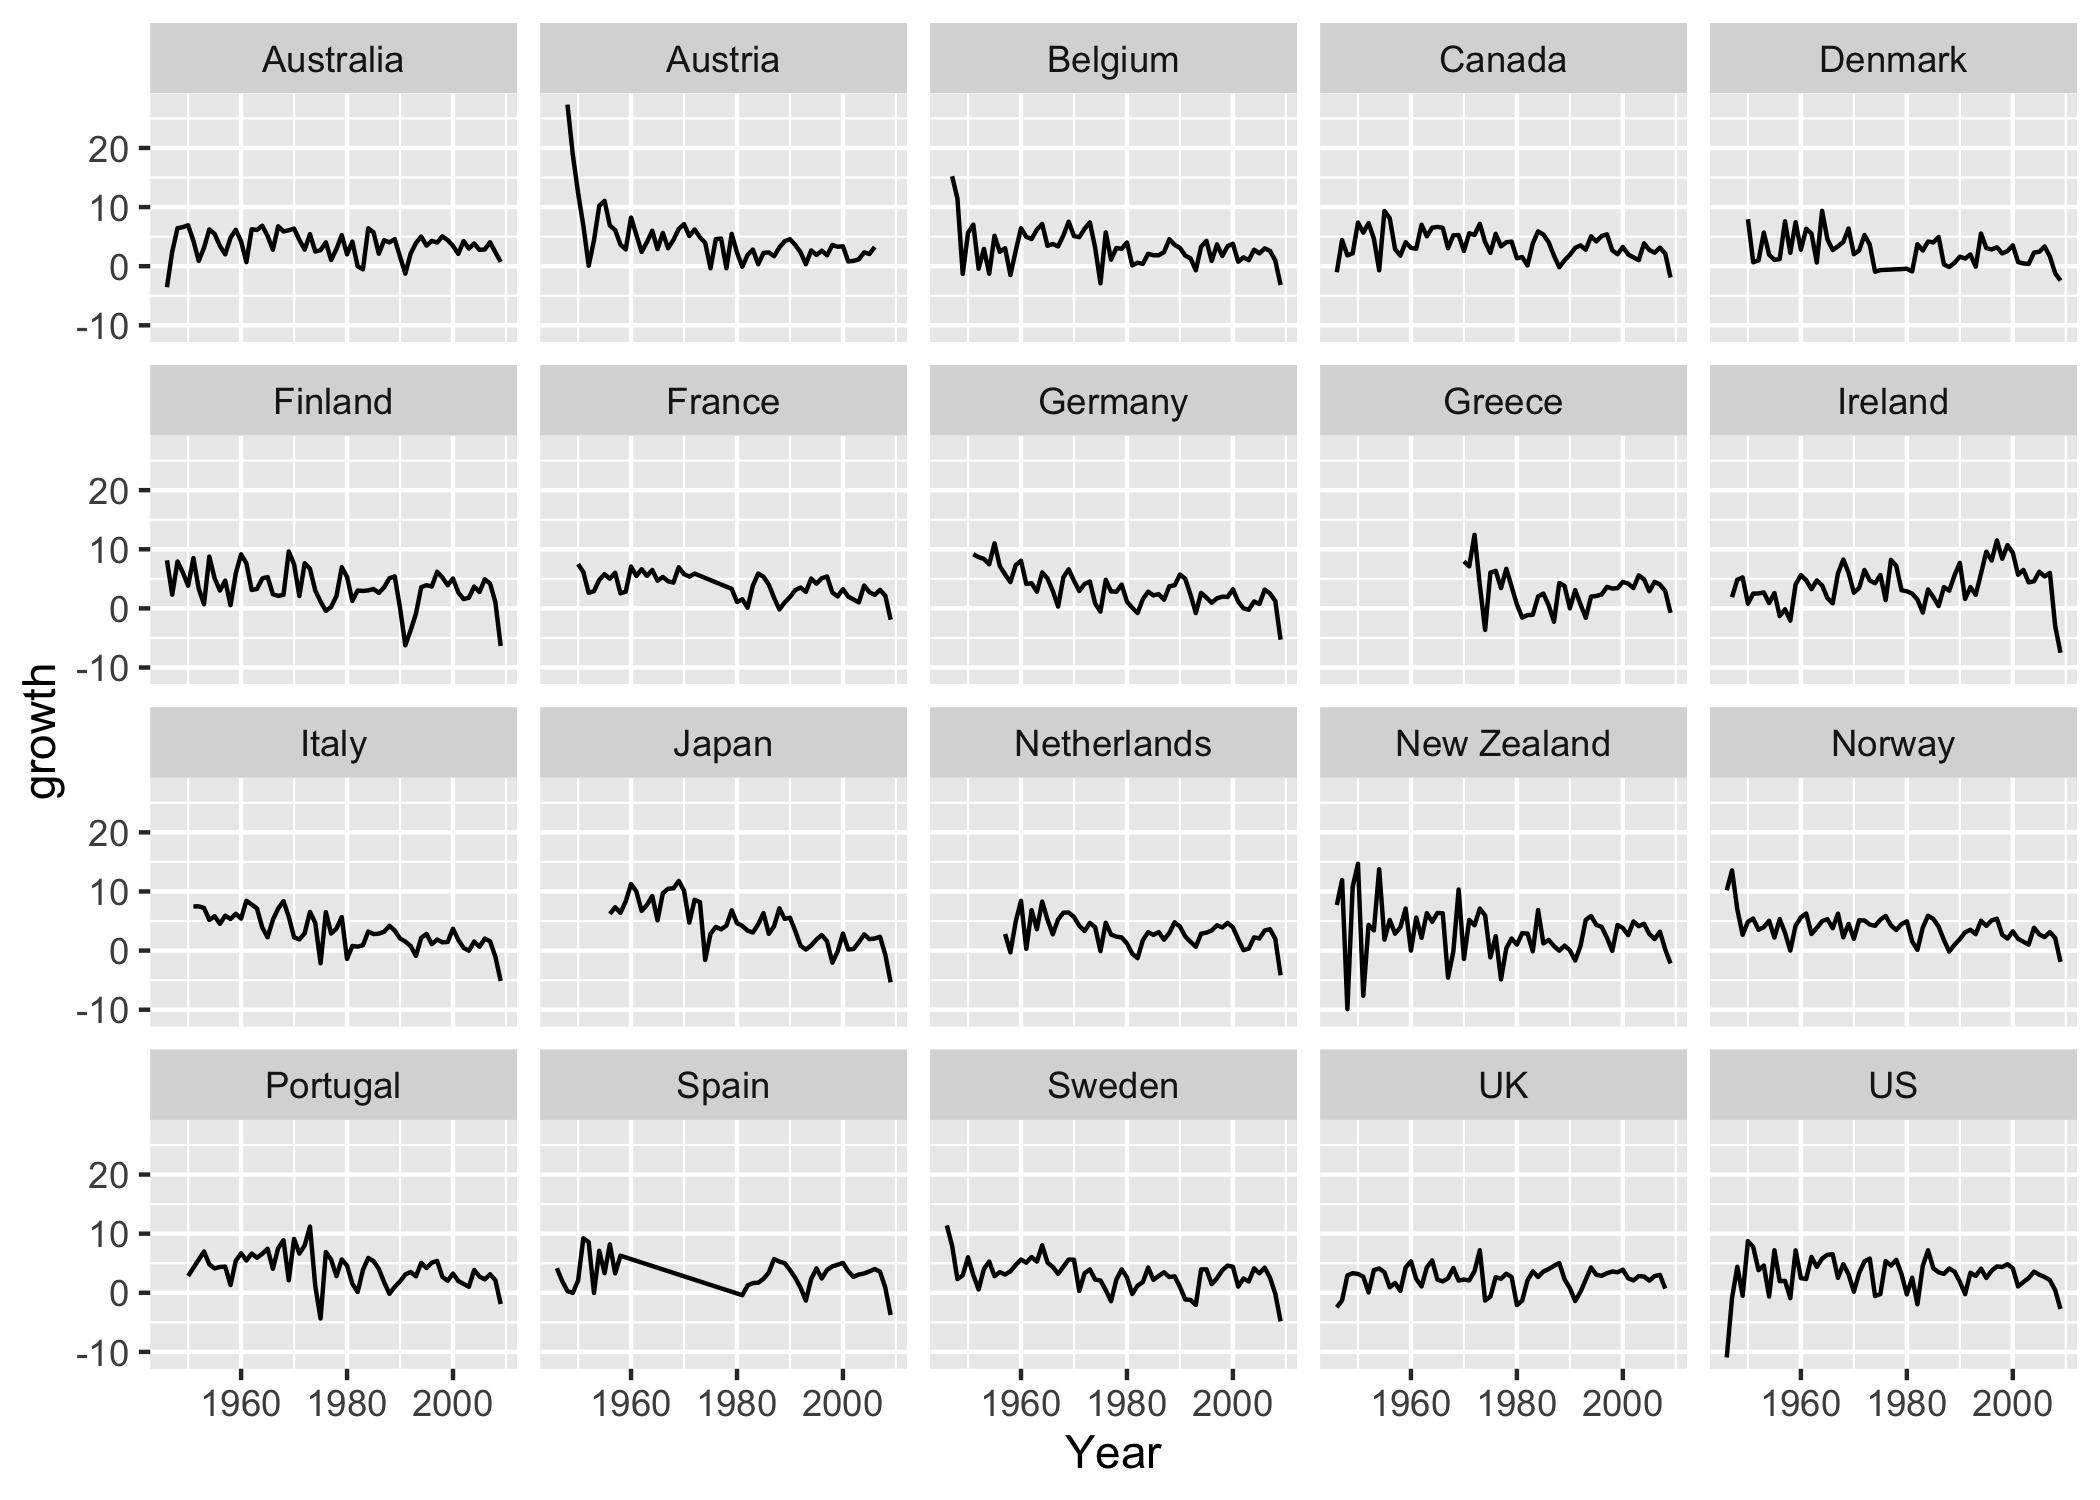 Australia Austria Belgium Canada Denmark
20
10
0
-10
Finland France Germany Greece Ireland
20
10
0
-10
growth
Italy Japan Netherlands New Zealand Norway
20
10
0
-10
Portugal Spain Sweden UK US
20
10
0
-10
1960 1980 2000 1960 1980 2000 1960 1980 2000 1960 1980 2000 1960 1980 2000
Year